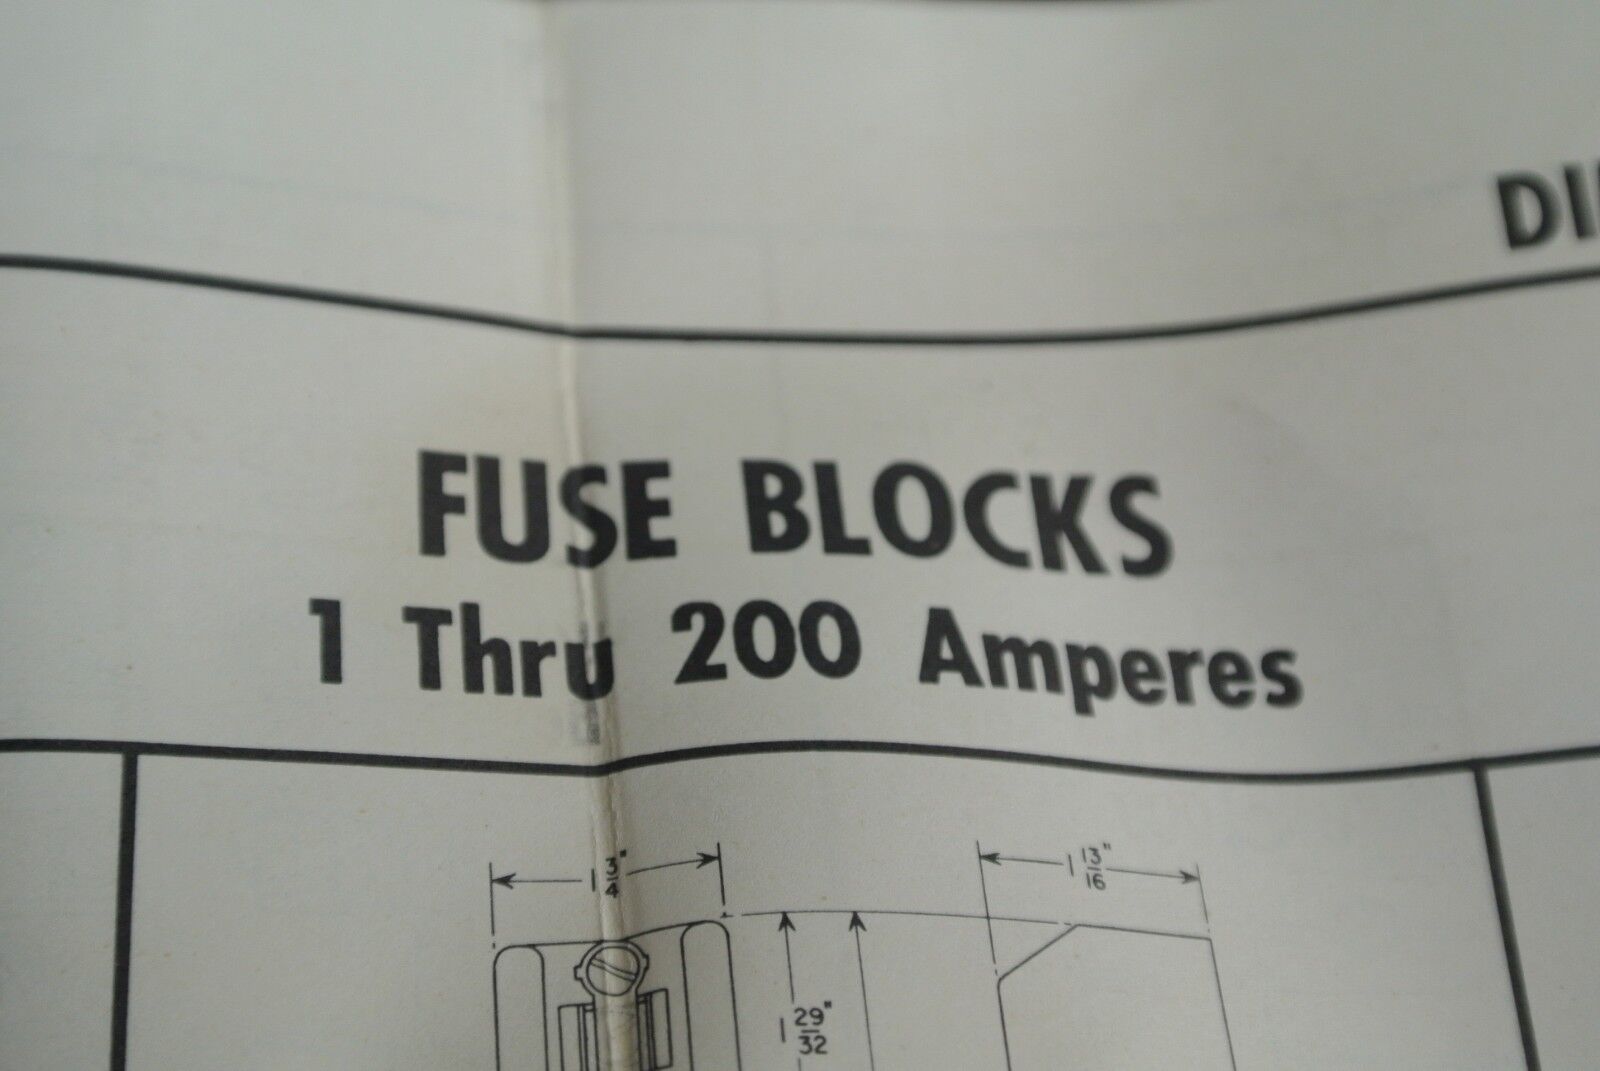 FUSE BLOCKS
1 Thru 200 Amperes
1 3/4"
1 13/16"
1 29/32"